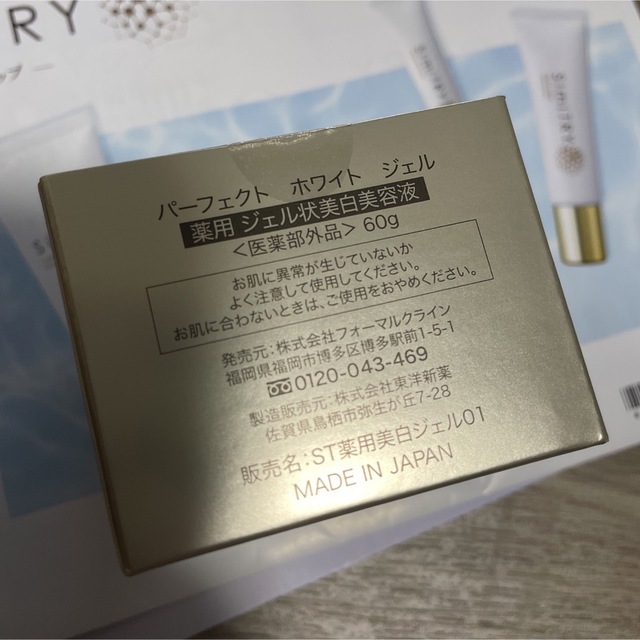 RY
ップ
SIMITRY
パーフェクト ホワイト ジェル
薬用 ジェル状美白美容液
＜医薬部外品＞ 60g
お肌に異常が生じていないか
よく注意して使用してください。
お肌に合わないときは、ご使用をおやめください。
発売元：株式会社フォーマルクライン
福岡県福岡市博多区博多駅前1-5-1
0120-043-469
製造販売元：株式会社東洋新薬
佐賀県鳥栖市弥生が丘7-28
販売名：ST薬用美白ジェル01
MADE IN JAPAN